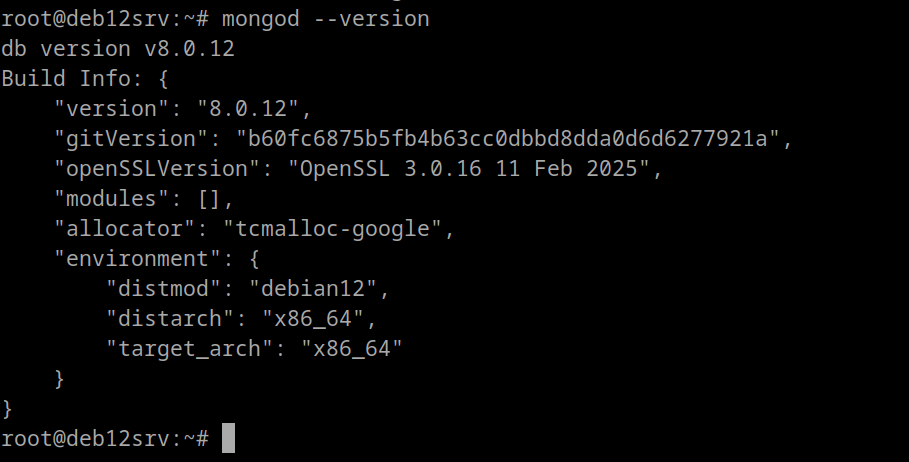 root@deb12srv:~# mongod --version
db version v8.0.12
Build Info: {
    "version": "8.0.12",
    "gitVersion": "b60fc6875b5fb4b63cc0dbbd8dda0d6d6277921a",
    "openSSLVersion": "OpenSSL 3.0.16 11 Feb 2025",
    "modules": [],
    "allocator": "tcmalloc-google",
    "environment": {
        "distmod": "debian12",
        "distarch": "x86_64",
        "target_arch": "x86_64"
    }
}
root@deb12srv:~#